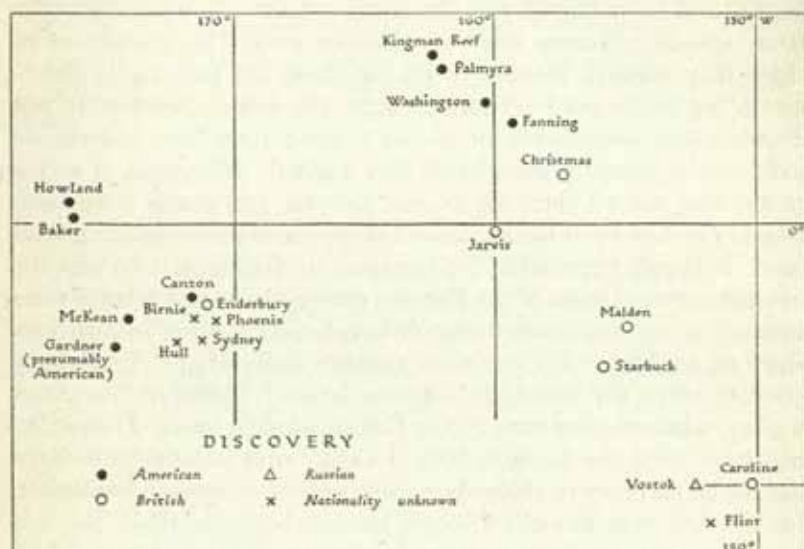 170°
160°
150° W
Kingman Reef
Palmyra
Washington
Fanning
Christmas
Howland
Baker
0°
Jarvis
Canton
Birnie
Enderbury
McKean
Phoenix
Gardner
(presumably
American)
Hull
Sydney
Malden
Starbuck
DISCOVERY
American
Russian
British
Nationality unknown
Vostok
Caroline
Flint
150°